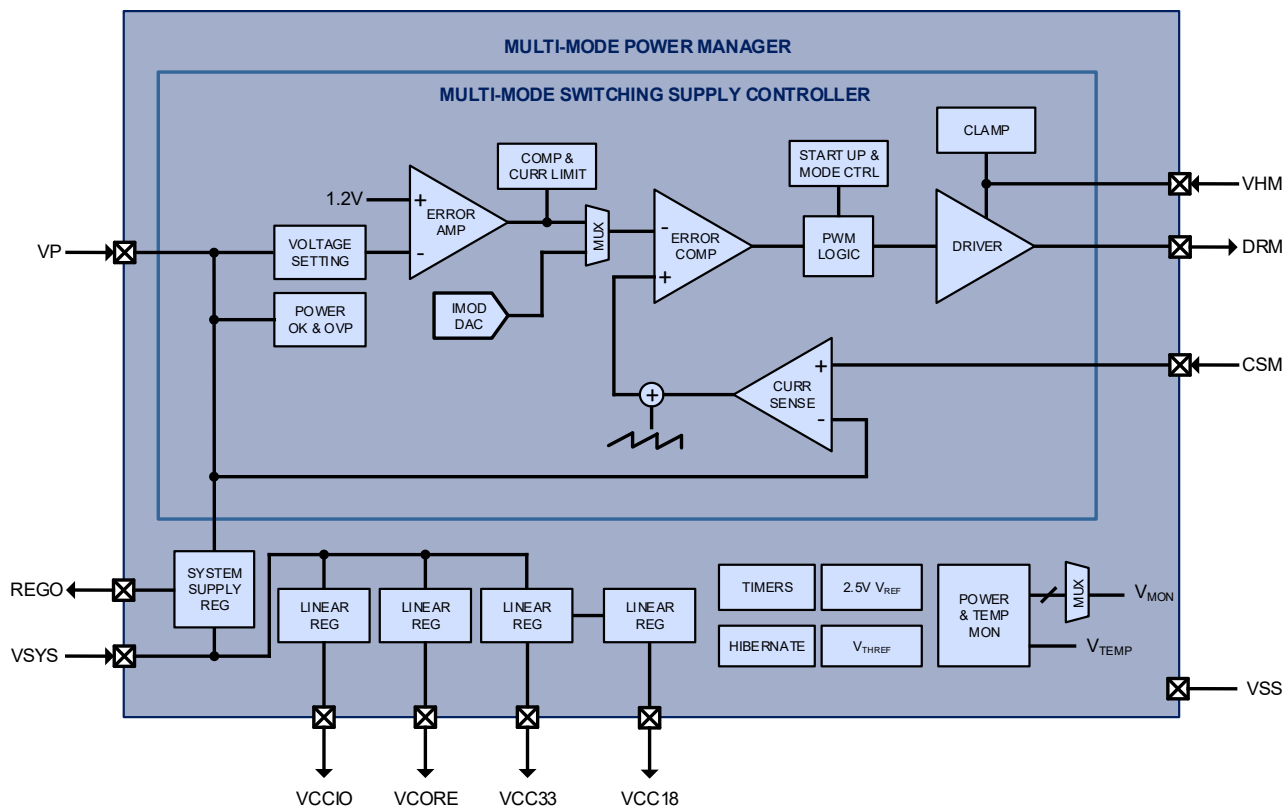 MULTI-MODE POWER MANAGER
MULTI-MODE SWITCHING SUPPLY CONTROLLER
CLAMP
COMP &
CURR LIMIT
START UP &
MODE CTRL
VHM
1.2V
+
-
ERROR
AMP
MUX
-
+
ERROR
COMP
PWM
LOGIC
DRIVER
DRM
VP
VOLTAGE
SETTING
POWER
OK & OVP
IMOD
DAC
CSM
+
-
CURR
SENSE
+
REGO
SYSTEM
SUPPLY
REG
LINEAR
REG
LINEAR
REG
LINEAR
REG
LINEAR
REG
TIMERS
2.5V VREF
HIBERNATE
VTHREF
POWER
& TEMP
MON
MUX
VMON
VTEMP
VSYS
VSS
VCCIO
VCORE
VCC33
VCC18